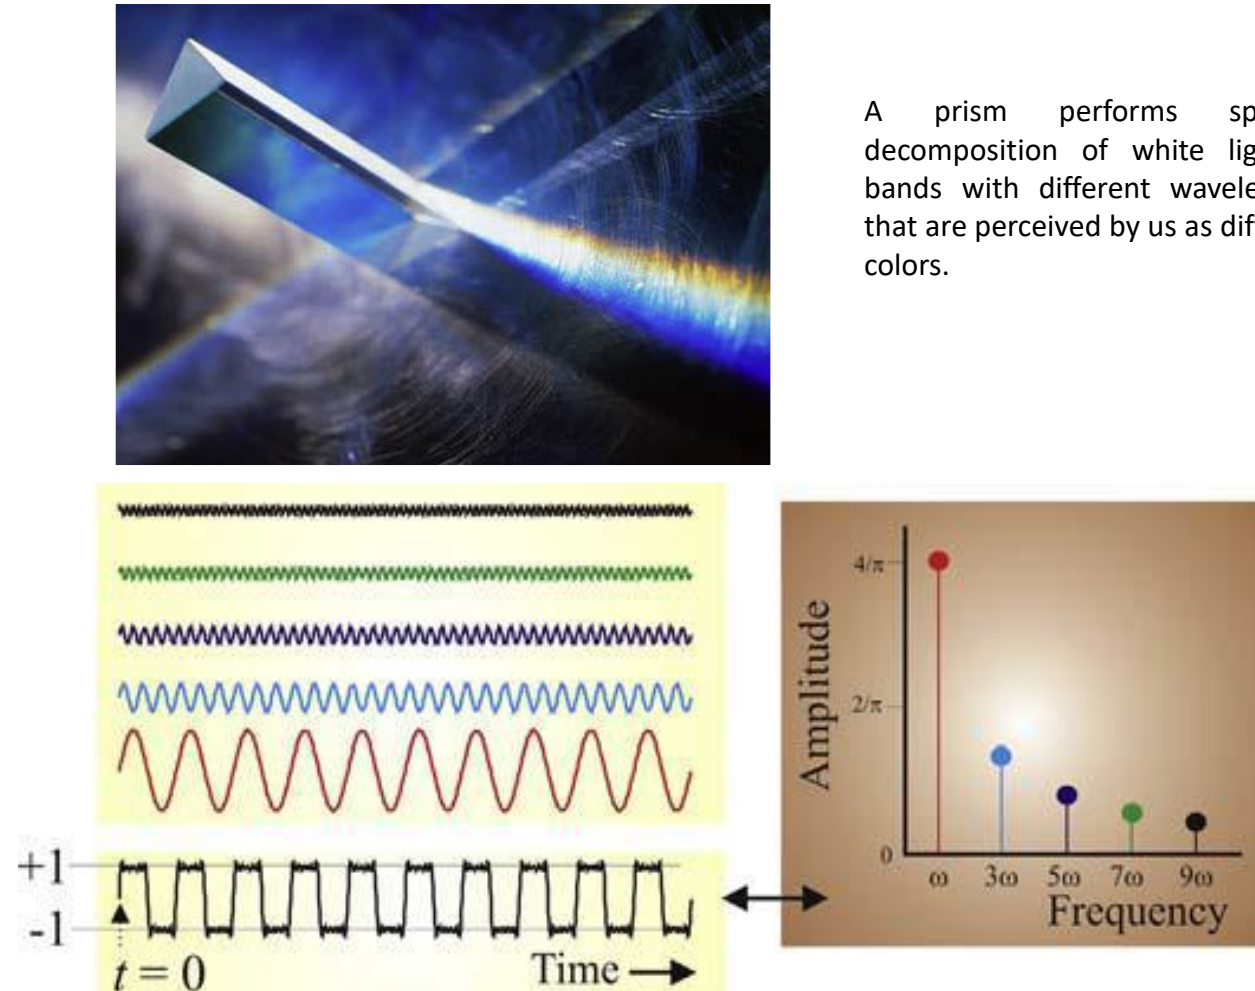 A prism performs
decomposition of white
bands with different
that are perceived by us as
colors.
4/π
2/π
0
Amplitude
ω 3ω 5ω 7ω 9ω
Frequency
+1
-1
t = 0
Time